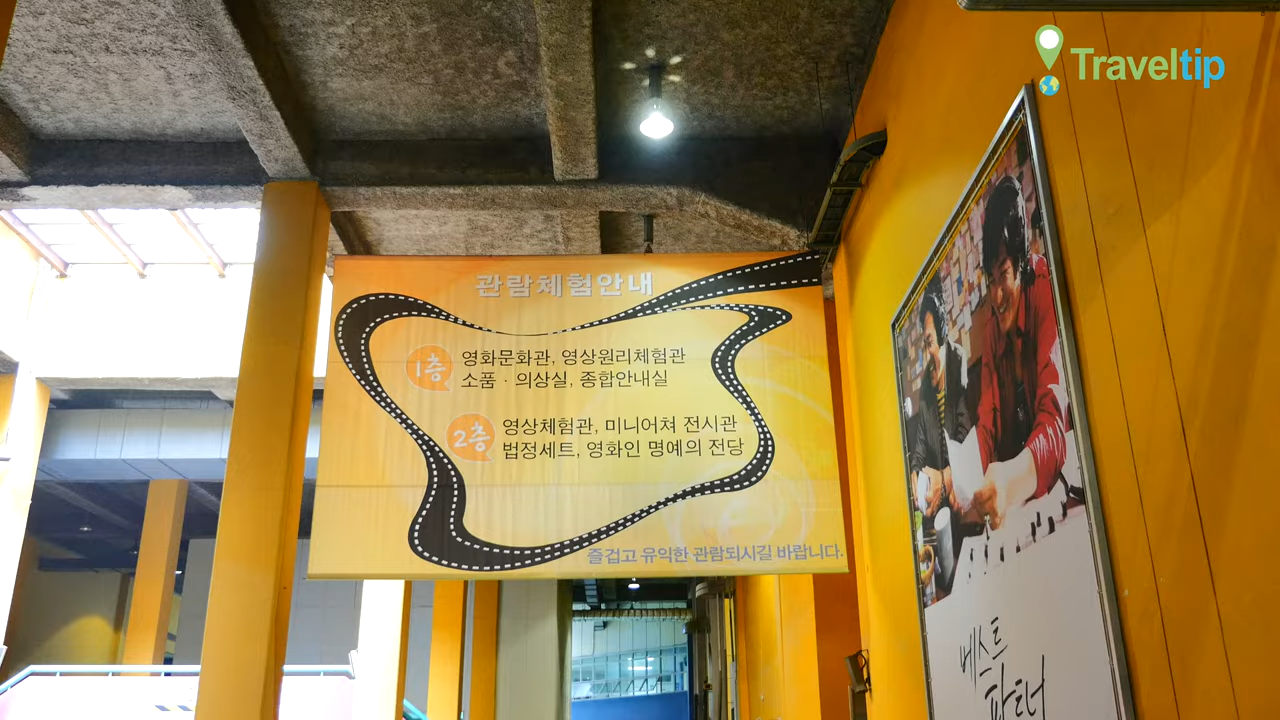 Traveltip
관람체험안내
1층
영화문화관, 영상원리체험관
소품 · 의상실, 종합안내실
2층
영상체험관, 미니어쳐 전시관
법정세트, 영화인 명예의 전당
즐겁고 유익한 관람되시길 바랍니다.
베스트
파트너